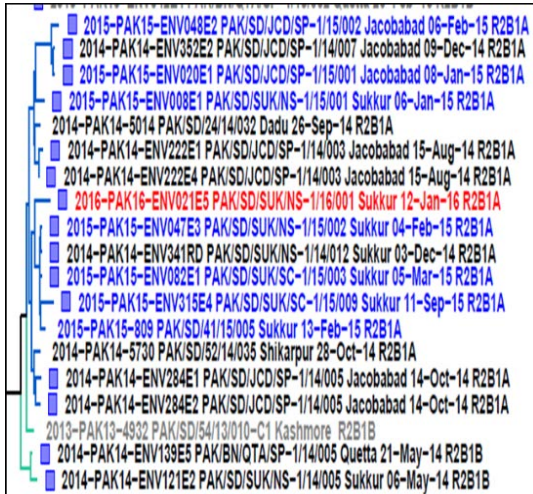 2015-PAK15-ENV048E2 PAK/SD/JCD/SP-1/15/002 Jacobabad 06-Feb-15 R2B1A
2014-PAK14-ENV352E2 PAK/SD/JCD/SP-1/14/007 Jacobabad 09-Dec-14 R2B1A
2015-PAK15-ENV020E1 PAK/SD/JCD/SP-1/15/001 Jacobabad 08-Jan-15 R2B1A
2015-PAK15-ENV008E1 PAK/SD/SUK/NS-1/15/001 Sukkur 06-Jan-15 R2B1A
2014-PAK14-5014 PAK/SD/24/14/032 Dadu 26-Sep-14 R2B1A
2014-PAK14-ENV222E1 PAK/SD/JCD/SP-1/14/003 Jacobabad 15-Aug-14 R2B1A
2014-PAK14-ENV222E4 PAK/SD/JCD/SP-1/14/003 Jacobabad 15-Aug-14 R2B1A
2016-PAK16-ENV021E5 PAK/SD/SUK/NS-1/16/001 Sukkur 12-Jan-16 R2B1A
2015-PAK15-ENV047E3 PAK/SD/SUK/NS-1/15/002 Sukkur 04-Feb-15 R2B1A
2014-PAK14-ENV341RD PAK/SD/SUK/NS-1/14/012 Sukkur 03-Dec-14 R2B1A
2015-PAK15-ENV082E1 PAK/SD/SUK/SC-1/15/003 Sukkur 05-Mar-15 R2B1A
2015-PAK15-ENV315E4 PAK/SD/SUK/SC-1/15/009 Sukkur 11-Sep-15 R2B1A
2015-PAK15-809 PAK/SD/41/15/005 Sukkur 13-Feb-15 R2B1A
2014-PAK14-5730 PAK/SD/52/14/035 Shikarpur 28-Oct-14 R2B1A
2014-PAK14-ENV284E1 PAK/SD/JCD/SP-1/14/005 Jacobabad 14-Oct-14 R2B1A
2014-PAK14-ENV284E2 PAK/SD/JCD/SP-1/14/005 Jacobabad 14-Oct-14 R2B1A
2013-PAK13-4932 PAK/SD/54/13/010-C1 Kashmore R2B1B
2014-PAK14-ENV139E5 PAK/BN/QTA/SP-1/14/005 Quetta 21-May-14 R2B1B
2014-PAK14-ENV121E2 PAK/SD/SUK/NS-1/14/005 Sukkur 06-May-14 R2B1B